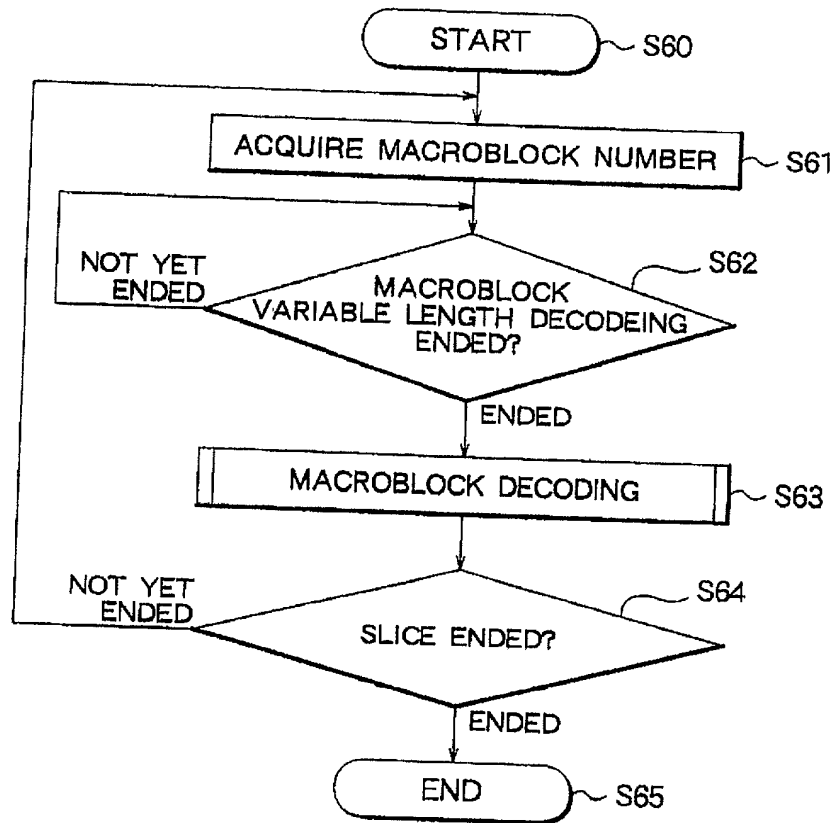 START
S60
ACQUIRE MACROBLOCK NUMBER
S61
NOT YET
ENDED
S62
MACROBLOCK
VARIABLE LENGTH DECODEING
ENDED?
ENDED
MACROBLOCK DECODING
S63
NOT YET
ENDED
S64
SLICE ENDED?
ENDED
END
S65